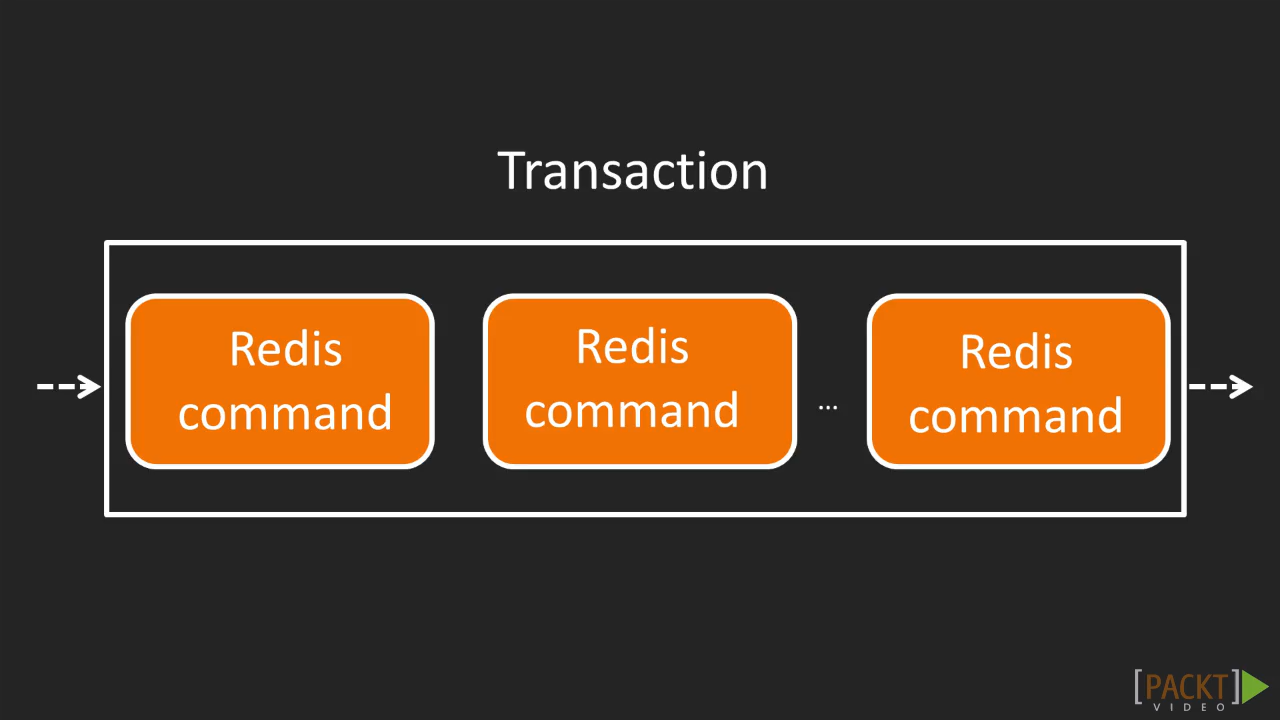 Transaction
Redis
command
Redis
command
...
Redis
command
[PACKT]
VIDEO